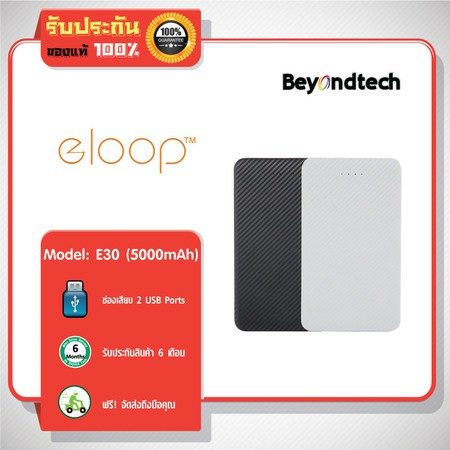 รับประกัน
ของแท้ 100%
100%
GUARANTEE
Beyondtech
eloop™
Model: E30 (5000mAh)
ช่องเสียบ 2 USB Ports
6
Months
รับประกันสินค้า 6 เดือน
ฟรี! จัดส่งถึงมือคุณ